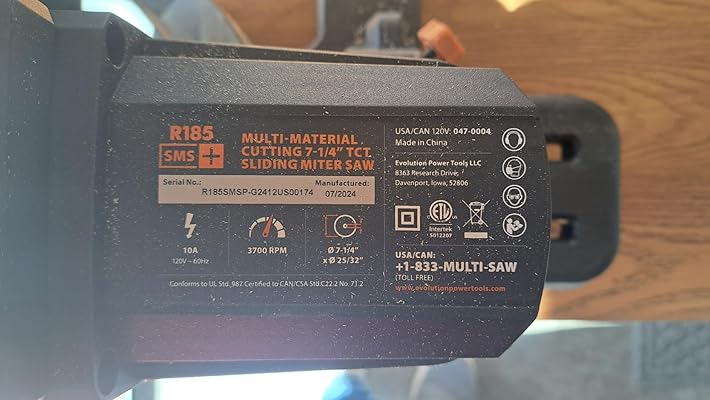 R185
SMS+
MULTI-MATERIAL
CUTTING 7-1/4" TCT
SLIDING MITER SAW
Serial No.:
Manufactured:
R185SMSP-G2412US00174
07/2024
10A
120V ~ 60Hz
3700 RPM
Ø 7-1/4"
x Ø 25/32"
Conforms to UL Std. 987 Certified to CAN/CSA Std.C22.2 No. 71.2
USA/CAN 120V: 047-0004
Made in China
Evolution Power Tools LLC
8363 Research Drive,
Davenport, Iowa, 52806
ETL
Intertek
5012207
USA/CAN:
+1-833-MULTI-SAW
(TOLL FREE)
www.evolutionpowertools.com